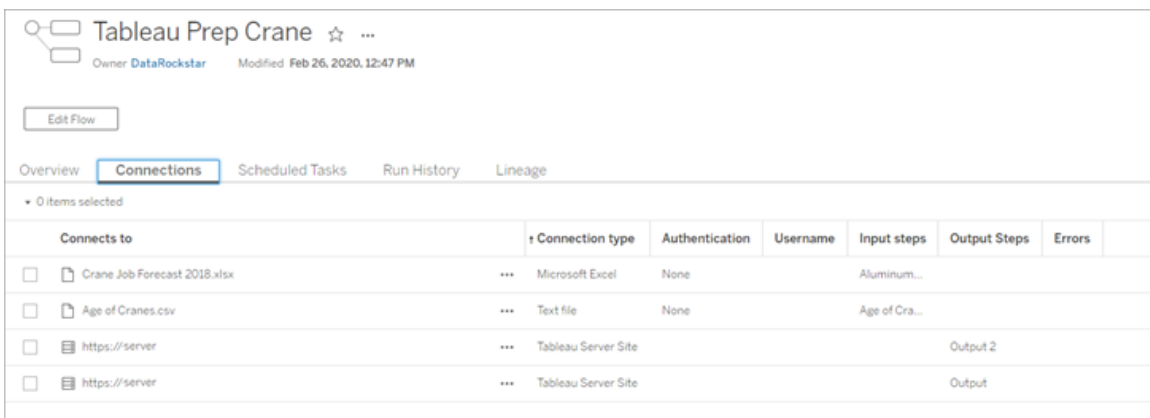 Tableau Prep Crane ☆ ...
Owner DataRockstar Modified Feb 26, 2020, 12:47 PM
Edit Flow
Overview Connections Scheduled Tasks Run History Lineage
▾ 0 items selected
Connects to ↑ Connection type Authentication Username Input steps Output Steps Errors
Crane Job Forecast 2018.xlsx ... Microsoft Excel None Aluminum...
Age of Cranes.csv ... Text file None Age of Cra...
https://server ... Tableau Server Site Output 2
https://server ... Tableau Server Site Output